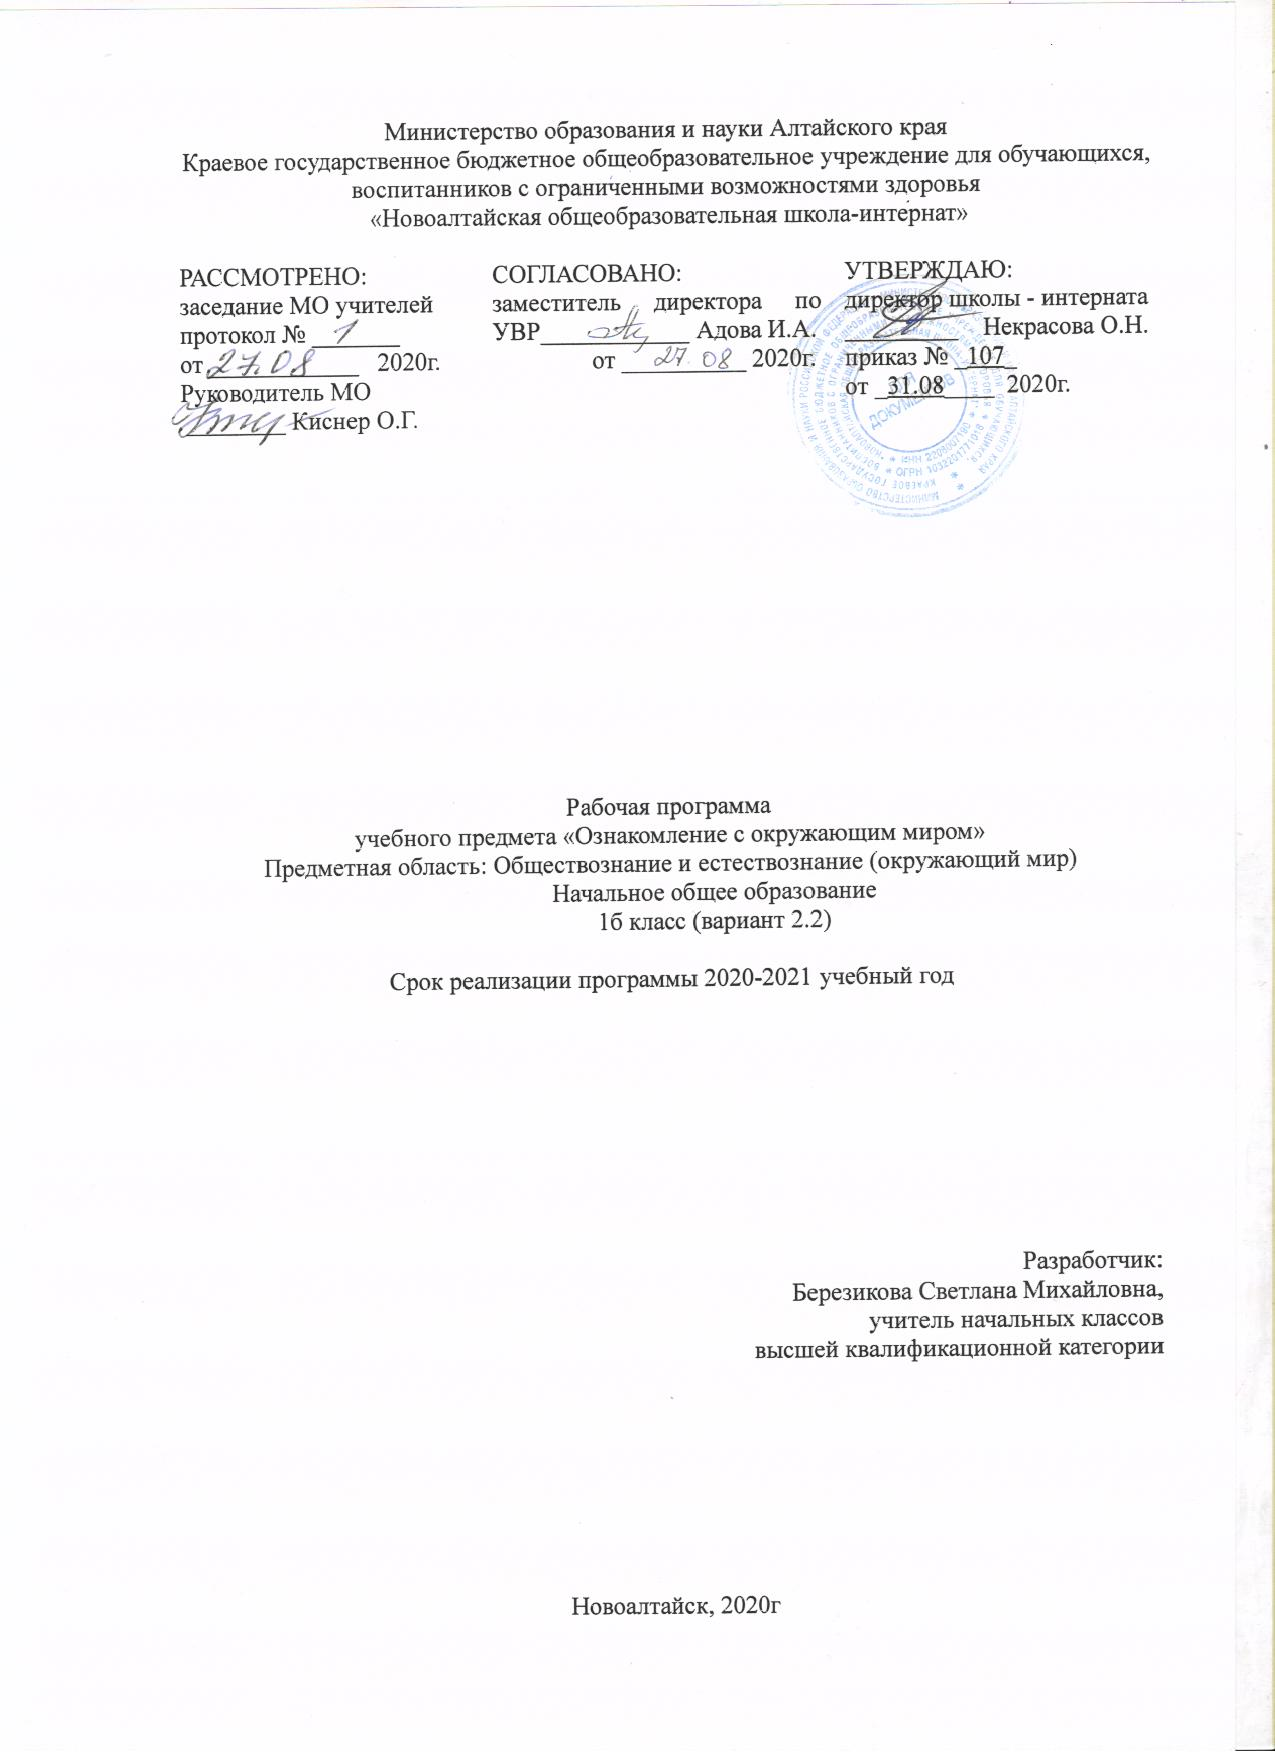 Министерство образования и науки Алтайского края
Краевое государственное бюджетное общеобразовательное учреждение для обучающихся,
воспитанников с ограниченными возможностями здоровья
«Новоалтайская общеобразовательная школа-интернат»
РАССМОТРЕНО:
заседание МО учителей
протокол № 1
от 27.08 2020г.
Руководитель МО
Киснер О.Г.
СОГЛАСОВАНО:
заместитель директора по
УВР Адова И.А.
от 27.08 2020г.
УТВЕРЖДАЮ:
директор школы - интерната
Некрасова О.Н.
приказ № 107
от 31.08 2020г.
ДЛЯ
ДОКУМЕНТОВ
Рабочая программа
учебного предмета «Ознакомление с окружающим миром»
Предметная область: Обществознание и естествознание (окружающий мир)
Начальное общее образование
1б класс (вариант 2.2)
Срок реализации программы 2020-2021 учебный год
Разработчик:
Березикова Светлана Михайловна,
учитель начальных классов
высшей квалификационной категории
Новоалтайск, 2020г